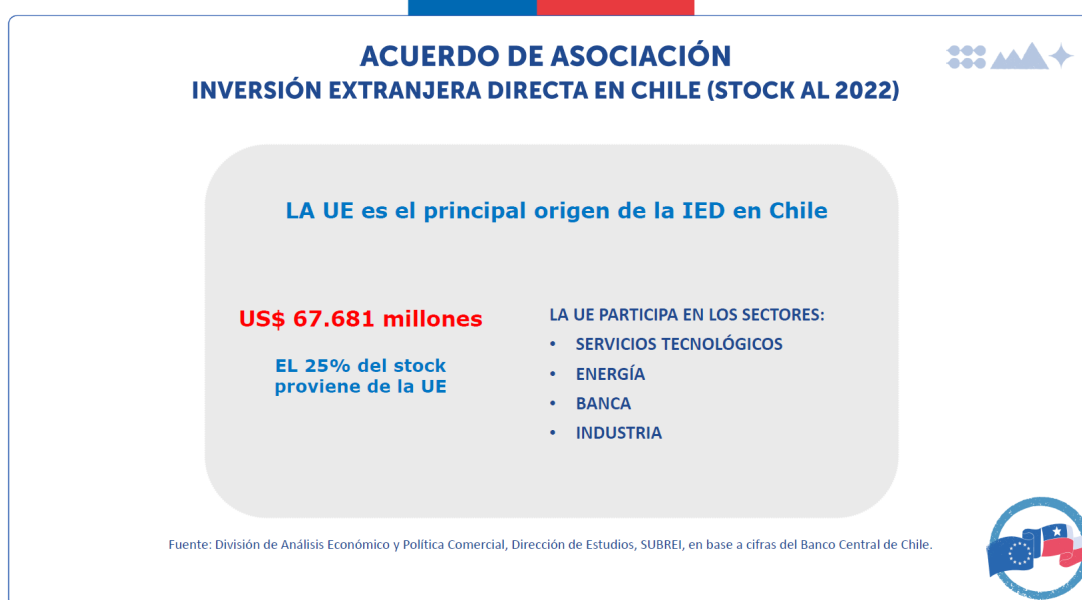 ACUERDO DE ASOCIACIÓN
INVERSIÓN EXTRANJERA DIRECTA EN CHILE (STOCK AL 2022)
LA UE es el principal origen de la IED en Chile
US$ 67.681 millones
EL 25% del stock
proviene de la UE
LA UE PARTICIPA EN LOS SECTORES:
• SERVICIOS TECNOLÓGICOS
• ENERGÍA
• BANCA
• INDUSTRIA
Fuente: División de Análisis Económico y Política Comercial, Dirección de Estudios, SUBREI, en base a cifras del Banco Central de Chile.